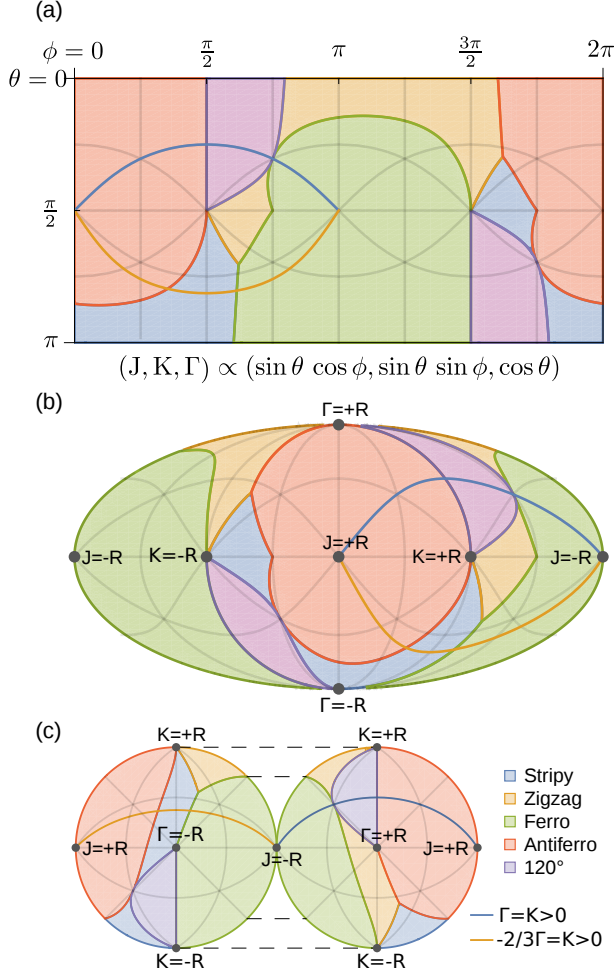 (a)
ϕ = 0 π/2 π 3π/2 2π
θ = 0
π/2
π
(J, K, Γ) ∝ (sin θ cos ϕ, sin θ sin ϕ, cos θ)
(b)
Γ=+R
J=-R K=-R J=+R K=+R J=-R
Γ=-R
(c)
K=+R K=+R
J=+R Γ=-R J=-R Γ=+R J=+R
K=-R K=-R
Stripy
Zigzag
Ferro
Antiferro
120°
Γ=K>0
-2/3Γ=K>0